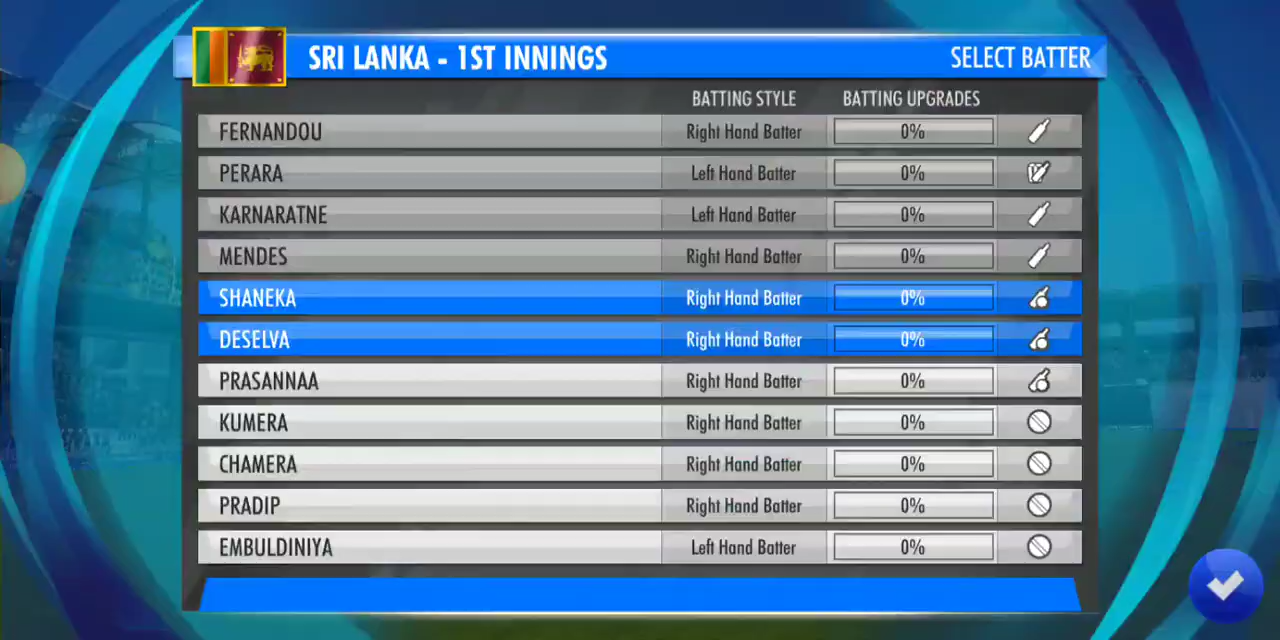 SRI LANKA - 1ST INNINGS SELECT BATTER
BATTING STYLE BATTING UPGRADES
FERNANDOU Right Hand Batter 0%
PERARA Left Hand Batter 0%
KARNARATNE Left Hand Batter 0%
MENDES Right Hand Batter 0%
SHANEKA Right Hand Batter 0%
DESELVA Right Hand Batter 0%
PRASANNAA Right Hand Batter 0%
KUMERA Right Hand Batter 0%
CHAMERA Right Hand Batter 0%
PRADIP Right Hand Batter 0%
EMBULDINIYA Left Hand Batter 0%